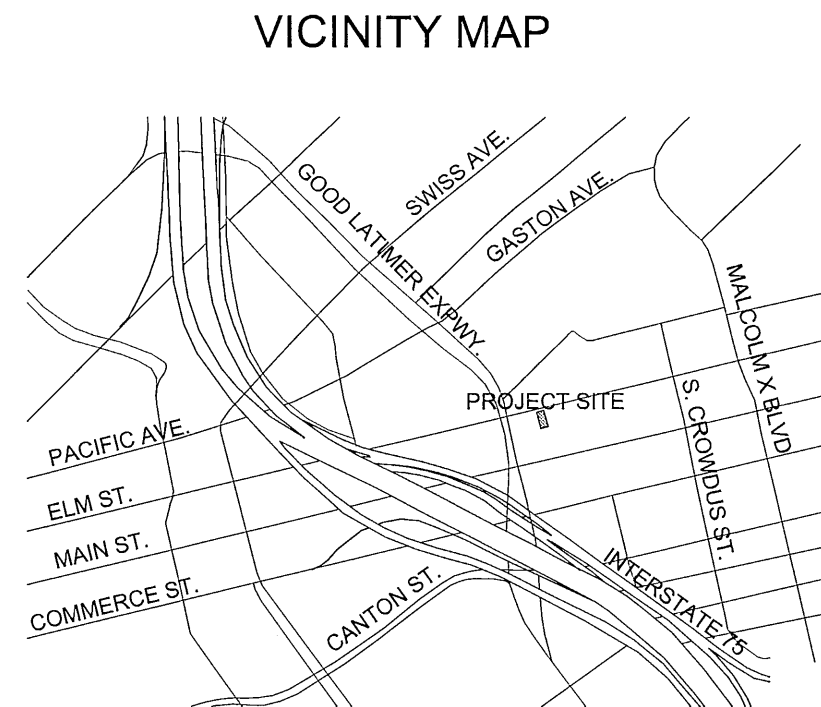 VICINITY MAP
SWISS AVE.
GOOD LATIMER EXPWY.
GASTON AVE.
MALCOLM X BLVD
PROJECT SITE
S. CROWDUS ST.
PACIFIC AVE.
ELM ST.
MAIN ST.
COMMERCE ST.
CANTON ST.
INTERSTATE 75